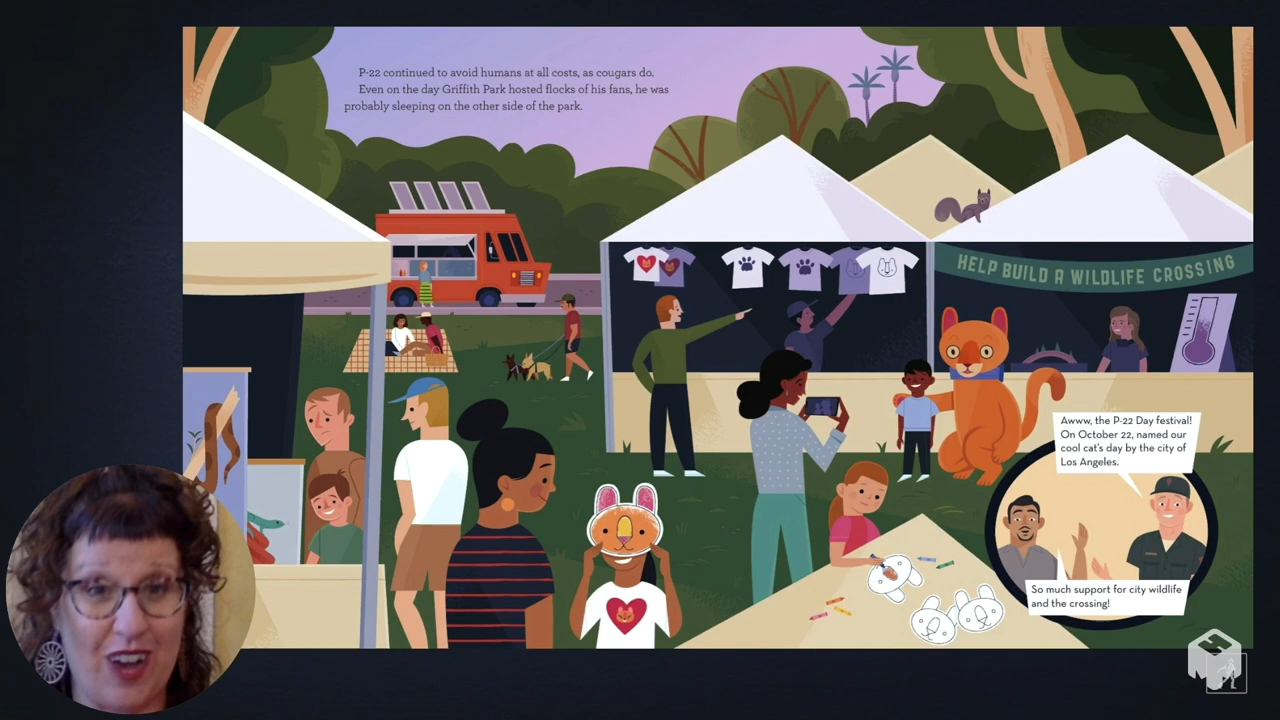 P-22 continued to avoid humans at all costs, as cougars do.
Even on the day Griffith Park hosted flocks of his fans, he was
probably sleeping on the other side of the park.
HELP BUILD A WILDLIFE CROSSING
Awww, the P-22 Day festival!
On October 22, named our
cool cat's day by the city of
Los Angeles.
So much support for city wildlife
and the crossing!